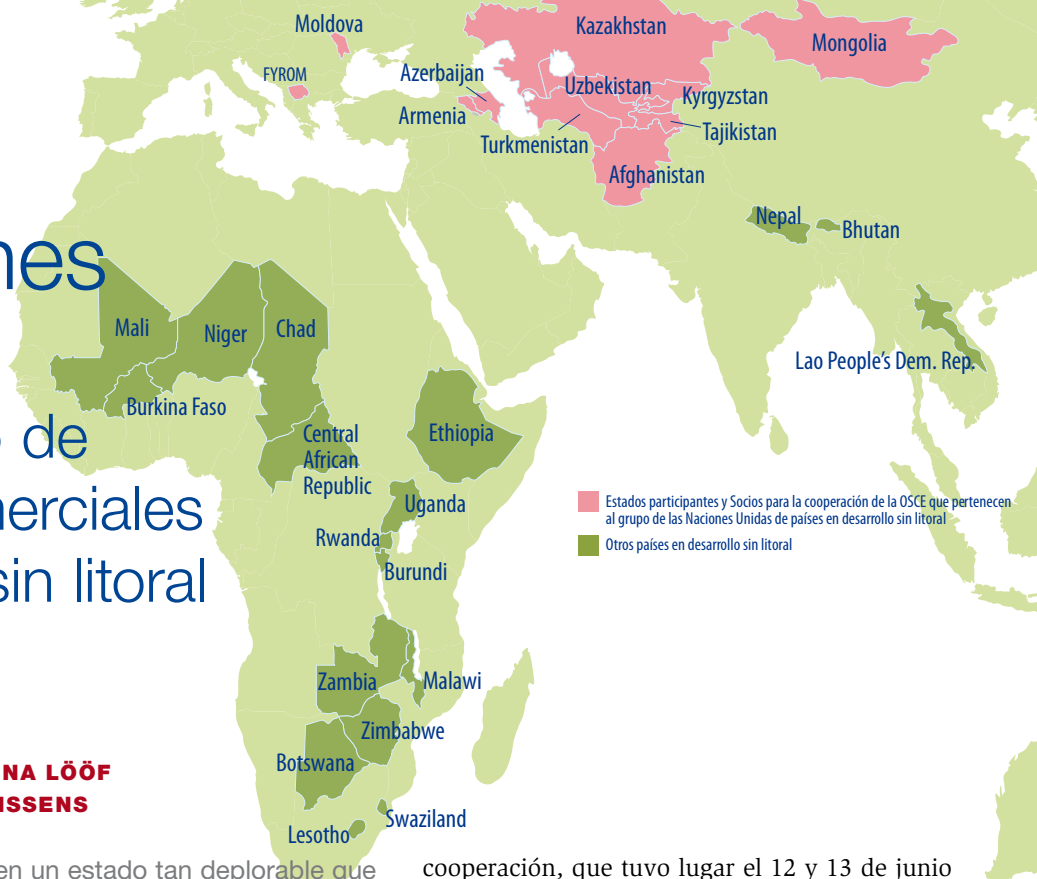 Moldova
Kazakhstan
Mongolia
FYROM
Azerbaijan
Uzbekistan
Kyrgyzstan
Armenia
Tajikistan
Turkmenistan
Afghanistan
Nepal
Bhutan
nes
Mali
Niger
Chad
Lao People's Dem. Rep.
Burkina Faso
de
Central
African
Republic
Ethiopia
merciales
Uganda
Estados participantes y Socios para la cooperación de la OSCE que pertenecen
al grupo de las Naciones Unidas de países en desarrollo sin litoral
Otros países en desarrollo sin litoral
Rwanda
Burundi
sin litoral
Zambia
Malawi
Zimbabwe
Botswana
NA LÖÖF
ISSENS
Swaziland
Lesotho
en un estado tan deplorable que
cooperación, que tuvo lugar el 12 y 13 de junio